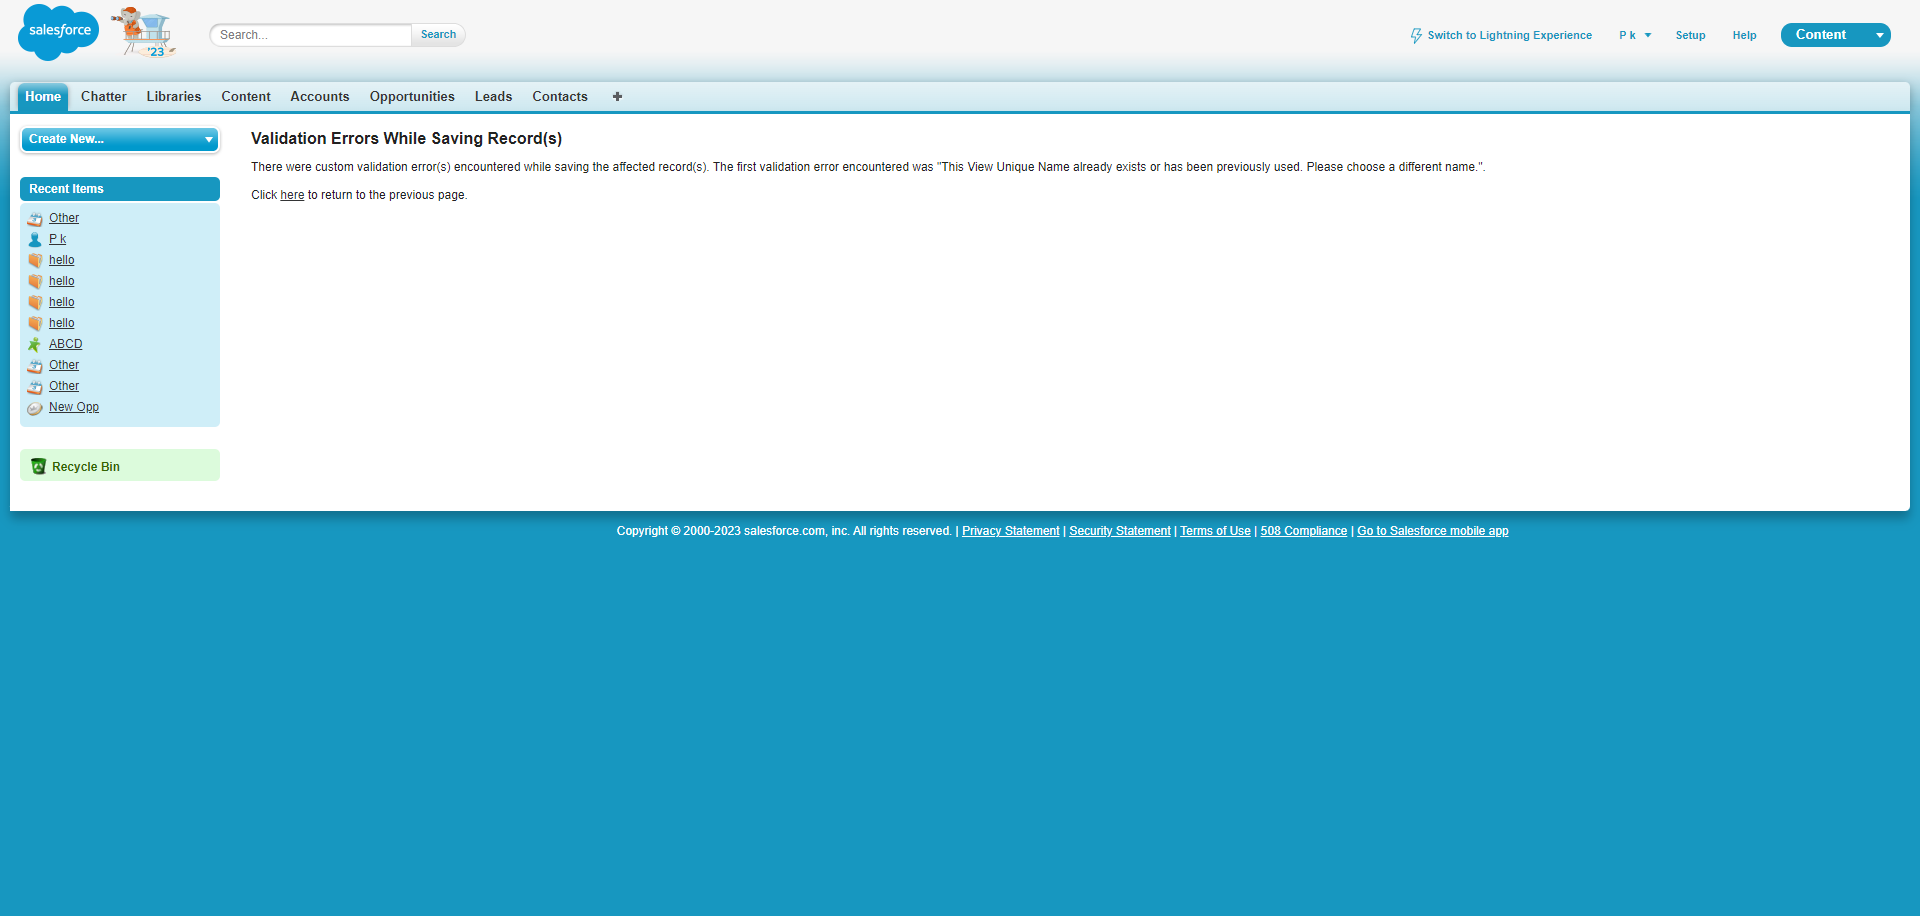 salesforce
'23
Search...
Search
Switch to Lightning Experience
P k
Setup
Help
Content
Home
Chatter
Libraries
Content
Accounts
Opportunities
Leads
Contacts
Create New...
Recent Items
Other
P k
hello
hello
hello
hello
ABCD
Other
Other
New Opp
Recycle Bin
Validation Errors While Saving Record(s)
There were custom validation error(s) encountered while saving the affected record(s). The first validation error encountered was "This View Unique Name already exists or has been previously used. Please choose a different name.".
Click here to return to the previous page.
Copyright © 2000-2023 salesforce.com, inc. All rights reserved. | Privacy Statement | Security Statement | Terms of Use | 508 Compliance | Go to Salesforce mobile app